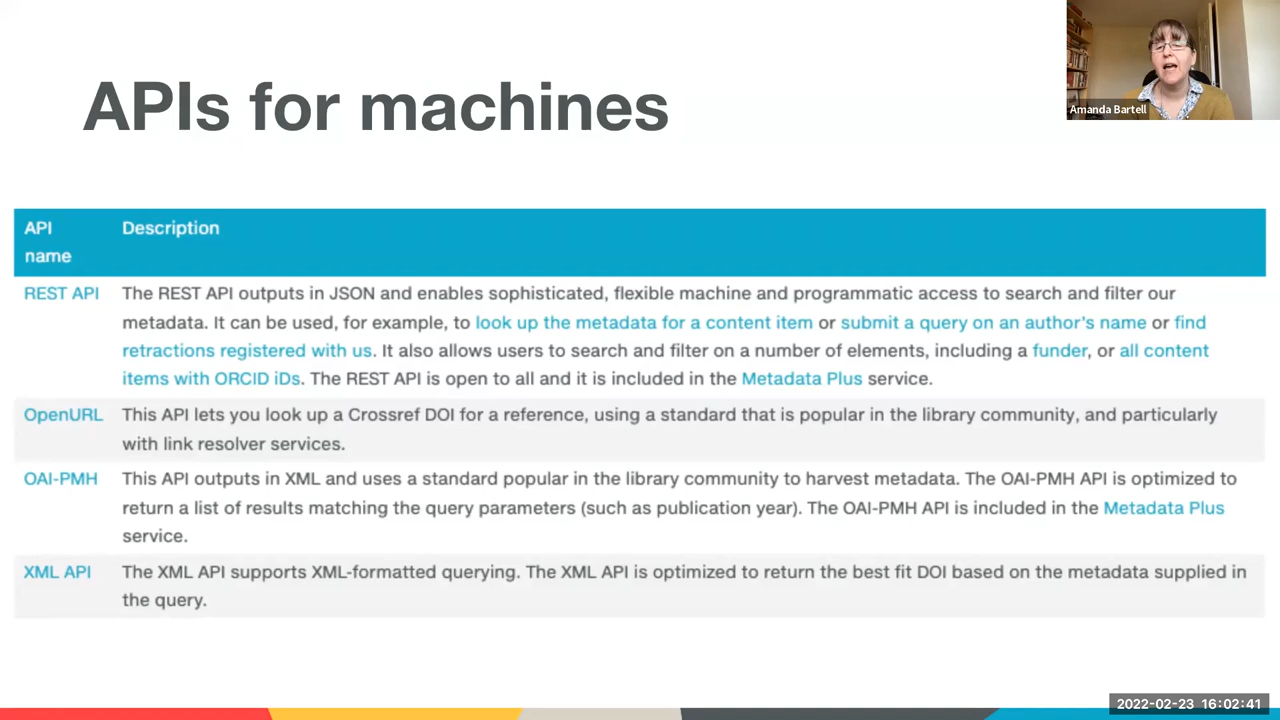 APIs for machines
Amanda Bartell
API
name
Description
REST API
The REST API outputs in JSON and enables sophisticated, flexible machine and programmatic access to search and filter our
metadata. It can be used, for example, to look up the metadata for a content item or submit a query on an author's name or find
retractions registered with us. It also allows users to search and filter on a number of elements, including a funder, or all content
items with ORCID iDs. The REST API is open to all and it is included in the Metadata Plus service.
OpenURL
This API lets you look up a Crossref DOI for a reference, using a standard that is popular in the library community, and particularly
with link resolver services.
OAI-PMH
This API outputs in XML and uses a standard popular in the library community to harvest metadata. The OAI-PMH API is optimized to
return a list of results matching the query parameters (such as publication year). The OAI-PMH API is included in the Metadata Plus
service.
XML API
The XML API supports XML-formatted querying. The XML API is optimized to return the best fit DOI based on the metadata supplied in
the query.
2022-02-23 16:02:41